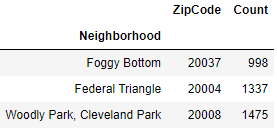 ZipCode Count
Neighborhood
Foggy Bottom 20037 998
Federal Triangle 20004 1337
Woodly Park, Cleveland Park 20008 1475